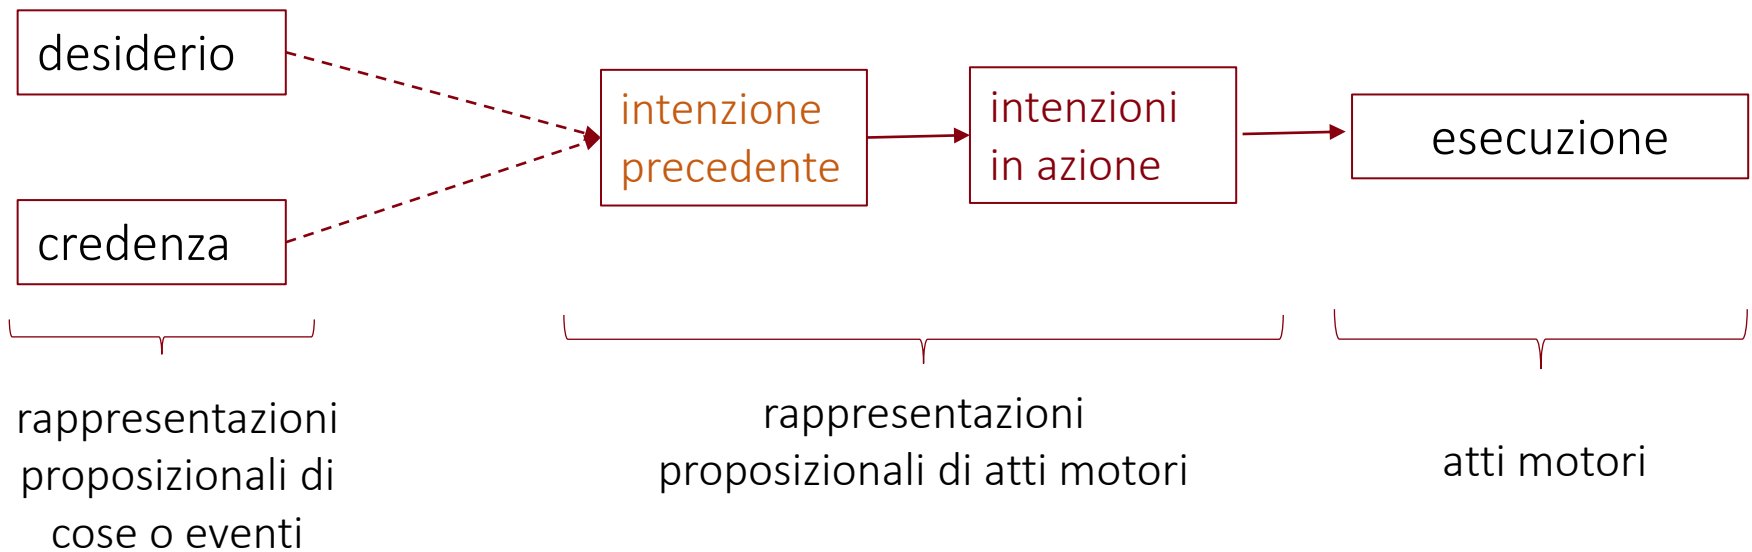 desiderio
credenza
intenzione
precedente
intenzioni
in azione
esecuzione
rappresentazioni
proposizionali di
cose o eventi
rappresentazioni
proposizionali di atti motori
atti motori